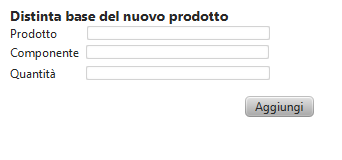 Distinta base del nuovo prodotto
Prodotto
Componente
Quantità
Aggiungi